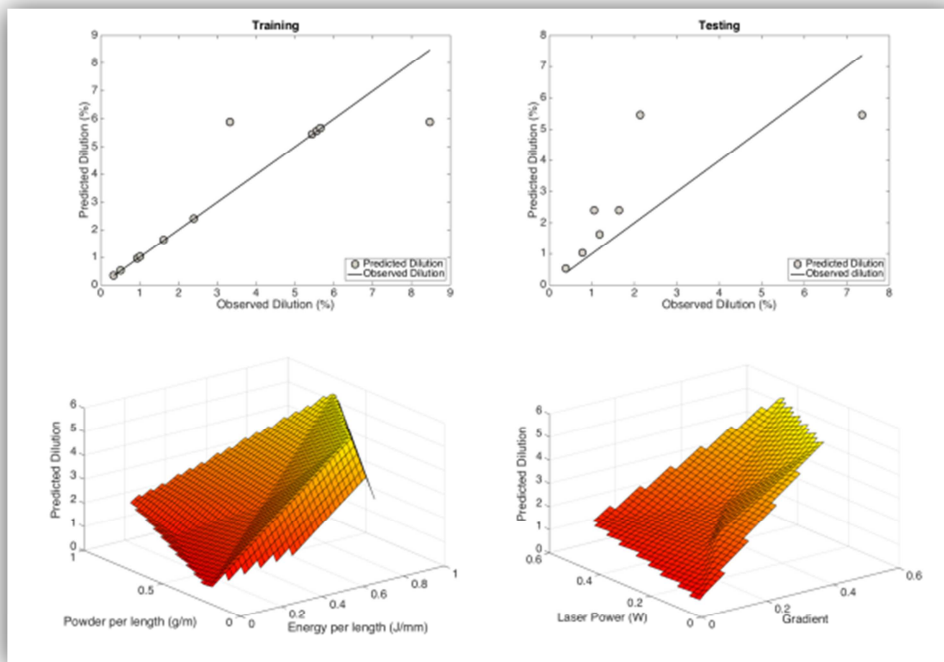 Training
9
8
7
6
5
4
3
2
1
0
Predicted Dilution (%)
0 1 2 3 4 5 6 7 8 9
Observed Dilution (%)
Predicted Dilution
Observed Dilution
Testing
8
7
6
5
4
3
2
1
0
Predicted Dilution (%)
0 1 2 3 4 5 6 7 8
Observed Dilution (%)
Predicted Dilution
Observed dilution
6
5
4
3
2
1
0
Predicted Dilution
1
0.5
0
Powder per length (g/m)
0
0.2
0.4
0.6
0.8
1
Energy per length (J/mm)
6
5
4
3
2
1
0
Predicted Dilution
0.6
0.4
0.2
0
Laser Power (W)
0
0.2
0.4
0.6
Gradient